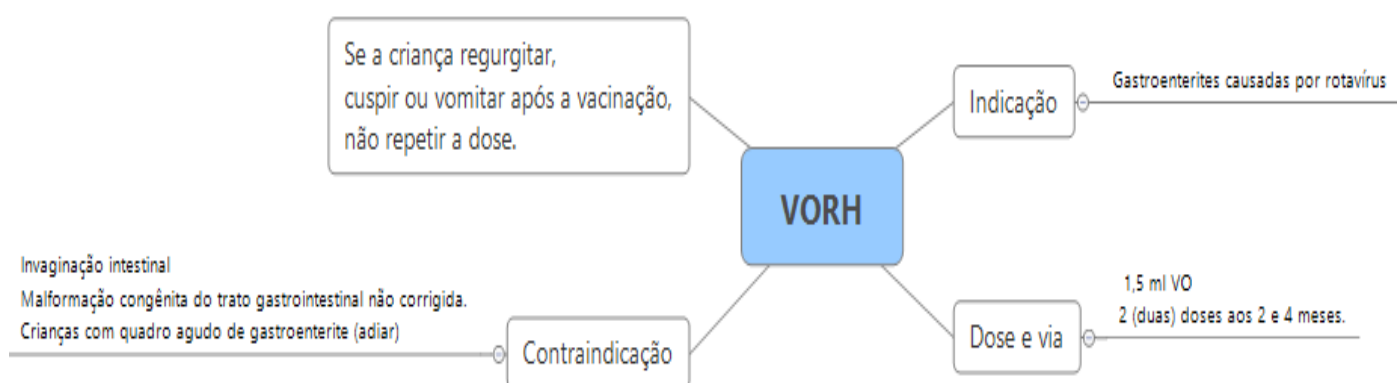 Se a criança regurgitar,
cuspir ou vomitar após a vacinação,
não repetir a dose.
Indicação
Gastroenterites causadas por rotavírus
VORH
Invaginação intestinal
Malformação congênita do trato gastrointestinal não corrigida.
Crianças com quadro agudo de gastroenterite (adiar)
Contraindicação
Dose e via
1,5 ml VO
2 (duas) doses aos 2 e 4 meses.